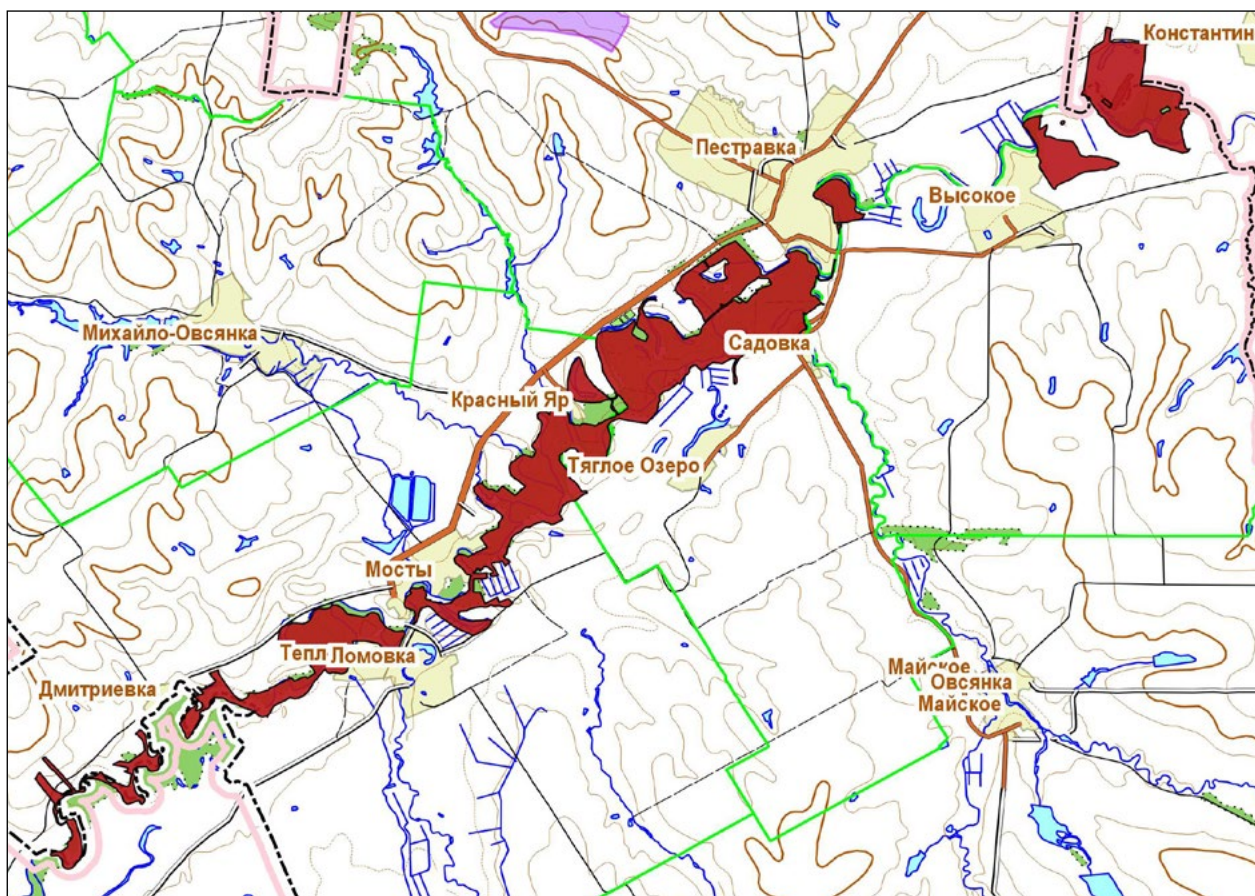 Константин
Пестравка
Высокое
Михайло-Овсянка
Садовка
Красный Яр
Тяглое Озеро
Мосты
Тепл
Ломовка
Майское
Овсянка
Дмитриевка
Майское